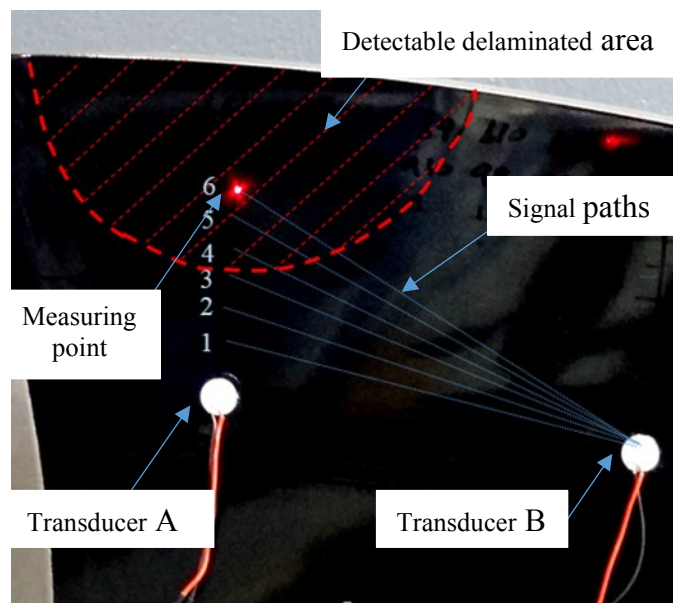 Detectable delaminated area
6
5
4
3
2
1
Signal paths
Measuring
point
Transducer A
Transducer B